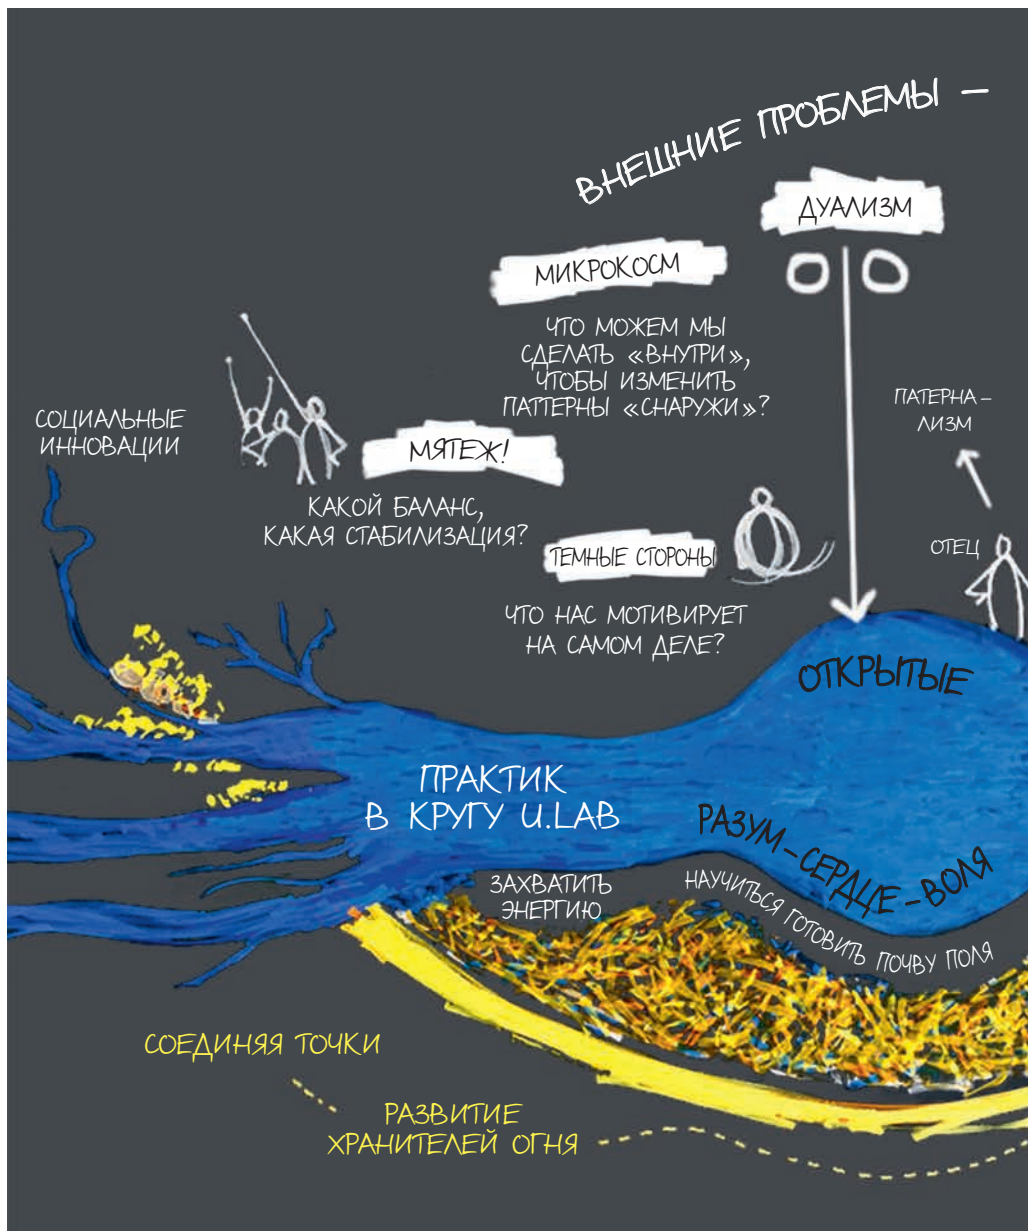 ВНЕШНИЕ ПРОБЛЕМЫ –
ДУАЛИЗМ
МИКРОКОСМ
ЧТО МОЖЕМ МЫ
СДЕЛАТЬ «ВНУТРИ»,
ЧТОБЫ ИЗМЕНИТЬ
ПАТТЕРНЫ «СНАРУЖИ»?
ПАТЕРНА –
ЛИЗМ
СОЦИАЛЬНЫЕ
ИННОВАЦИИ
МЯТЕЖ!
КАКОЙ БАЛАНС,
КАКАЯ СТАБИЛИЗАЦИЯ?
ОТЕЦ
ТЕМНЫЕ СТОРОНЫ
ЧТО НАС МОТИВИРУЕТ
НА САМОМ ДЕЛЕ?
ОТКРЫТЫЕ
ПРАКТИК
В КРУГУ U.LAB
РАЗУМ – СЕРДЦЕ – ВОЛЯ
ЗАХВАТИТЬ
ЭНЕРГИЮ
НАУЧИТЬСЯ ГОТОВИТЬ ПОЧВУ ПОЛЯ
СОЕДИНЯЯ ТОЧКИ
РАЗВИТИЕ
ХРАНИТЕЛЕЙ ОГНЯ